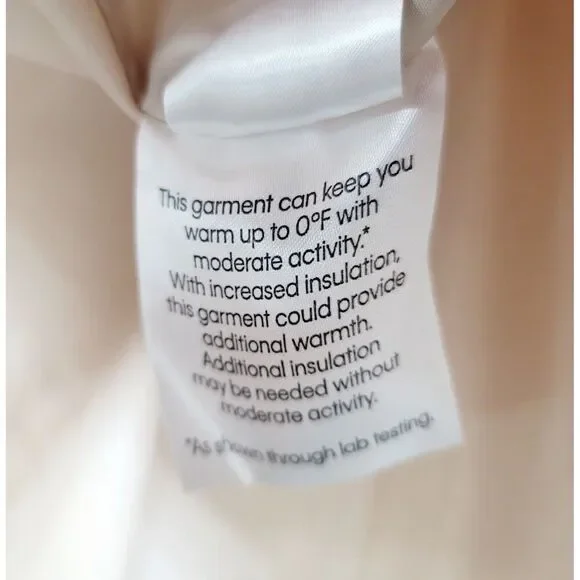 This garment can keep you
warm up to 0°F with
moderate activity.*
With increased insulation,
this garment could provide
additional warmth.
Additional insulation
may be needed without
moderate activity.
*As shown through lab testing.